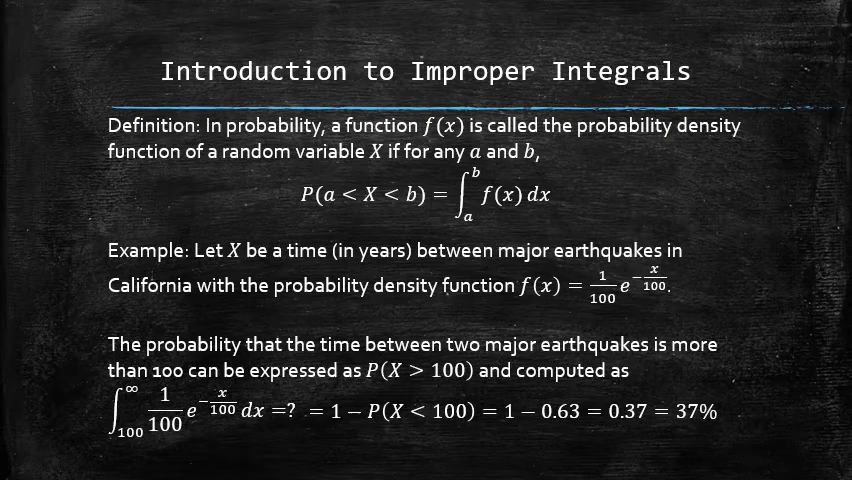 Introduction to Improper Integrals
Definition: In probability, a function f(x) is called the probability density
function of a random variable X if for any a and b,
P(a < X < b) = ∫_a^b f(x) dx
Example: Let X be a time (in years) between major earthquakes in
California with the probability density function f(x) = 1/100 e^(-x/100).
The probability that the time between two major earthquakes is more
than 100 can be expressed as P(X > 100) and computed as
∫_100^∞ 1/100 e^(-x/100) dx =? = 1 − P(X < 100) = 1 − 0.63 = 0.37 = 37%